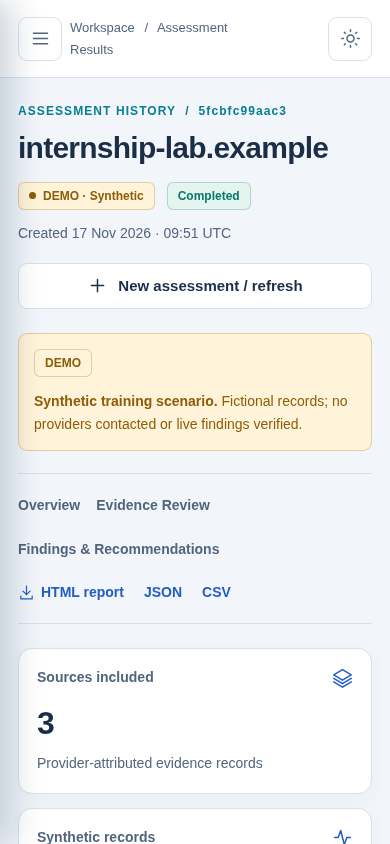 Workspace / Assessment
Results
ASSESSMENT HISTORY / 5fcbfc99aac3
internship-lab.example
DEMO · Synthetic
Completed
Created 17 Nov 2026 · 09:51 UTC
New assessment / refresh
DEMO
Synthetic training scenario. Fictional records; no
providers contacted or live findings verified.
Overview Evidence Review
Findings & Recommendations
HTML report JSON CSV
Sources included
3
Provider-attributed evidence records
Synthetic records